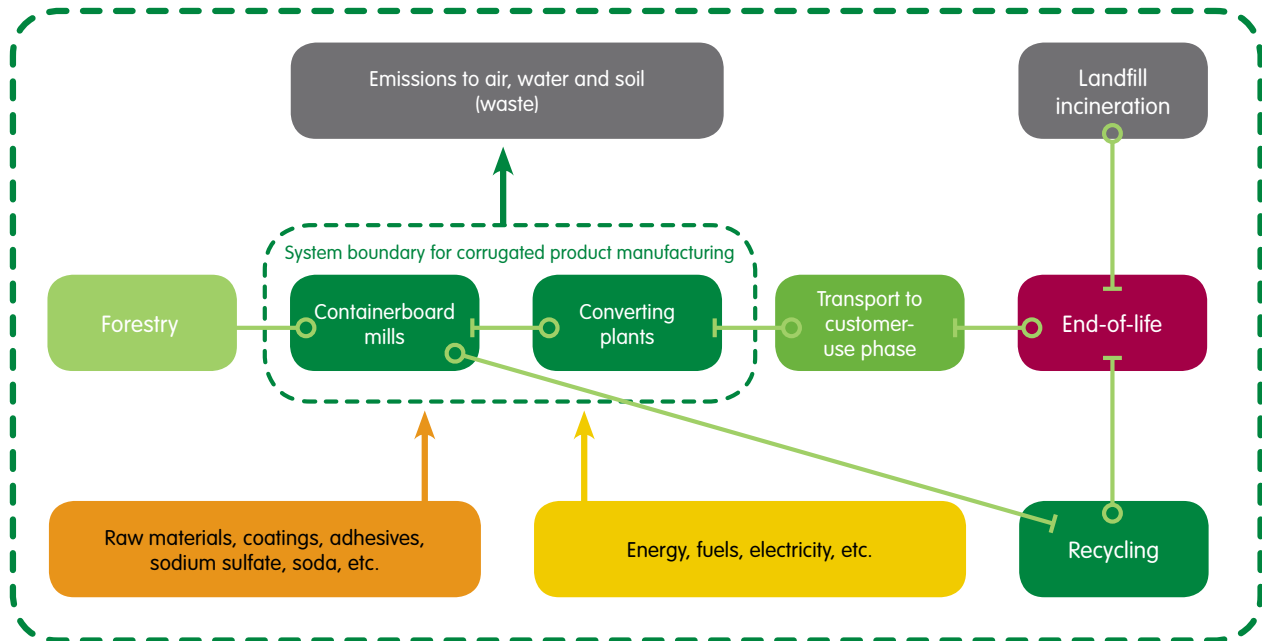 Emissions to air, water and soil
(waste)
Landfill
incineration
System boundary for corrugated product manufacturing
Forestry
Containerboard
mills
Converting
plants
Transport to
customer-
use phase
End-of-life
Raw materials, coatings, adhesives,
sodium sulfate, soda, etc.
Energy, fuels, electricity, etc.
Recycling